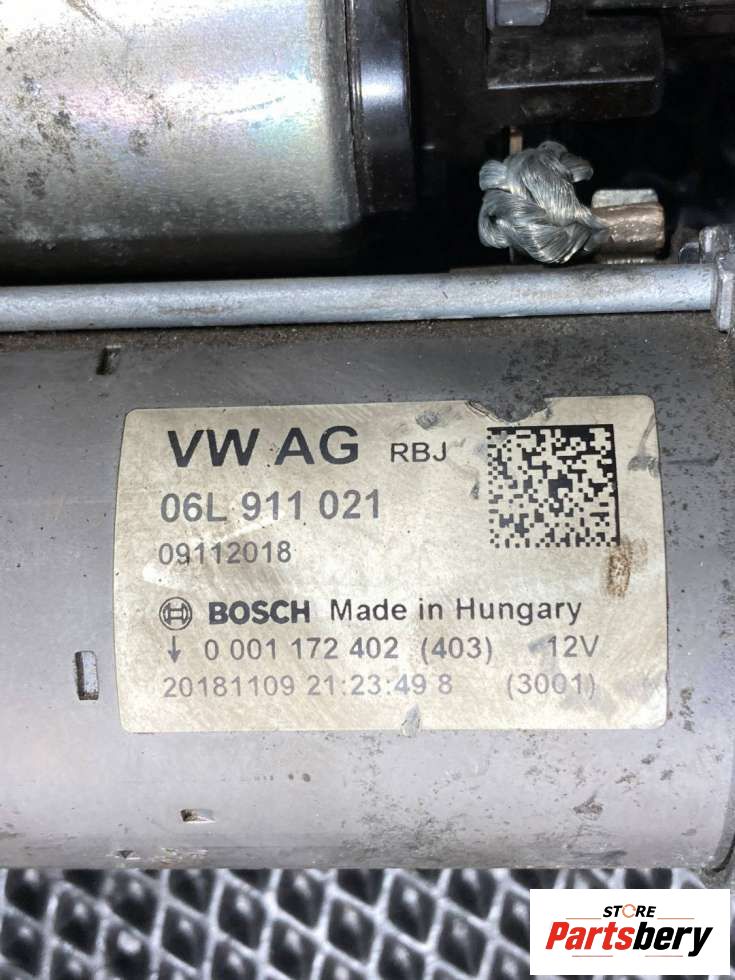 VW AG RBJ
06L 911 021
09112018
BOSCH Made in Hungary
↓ 0 001 172 402 (403) 12V
20181109 21:23:49 8 (3001)
STORE
Partsbery